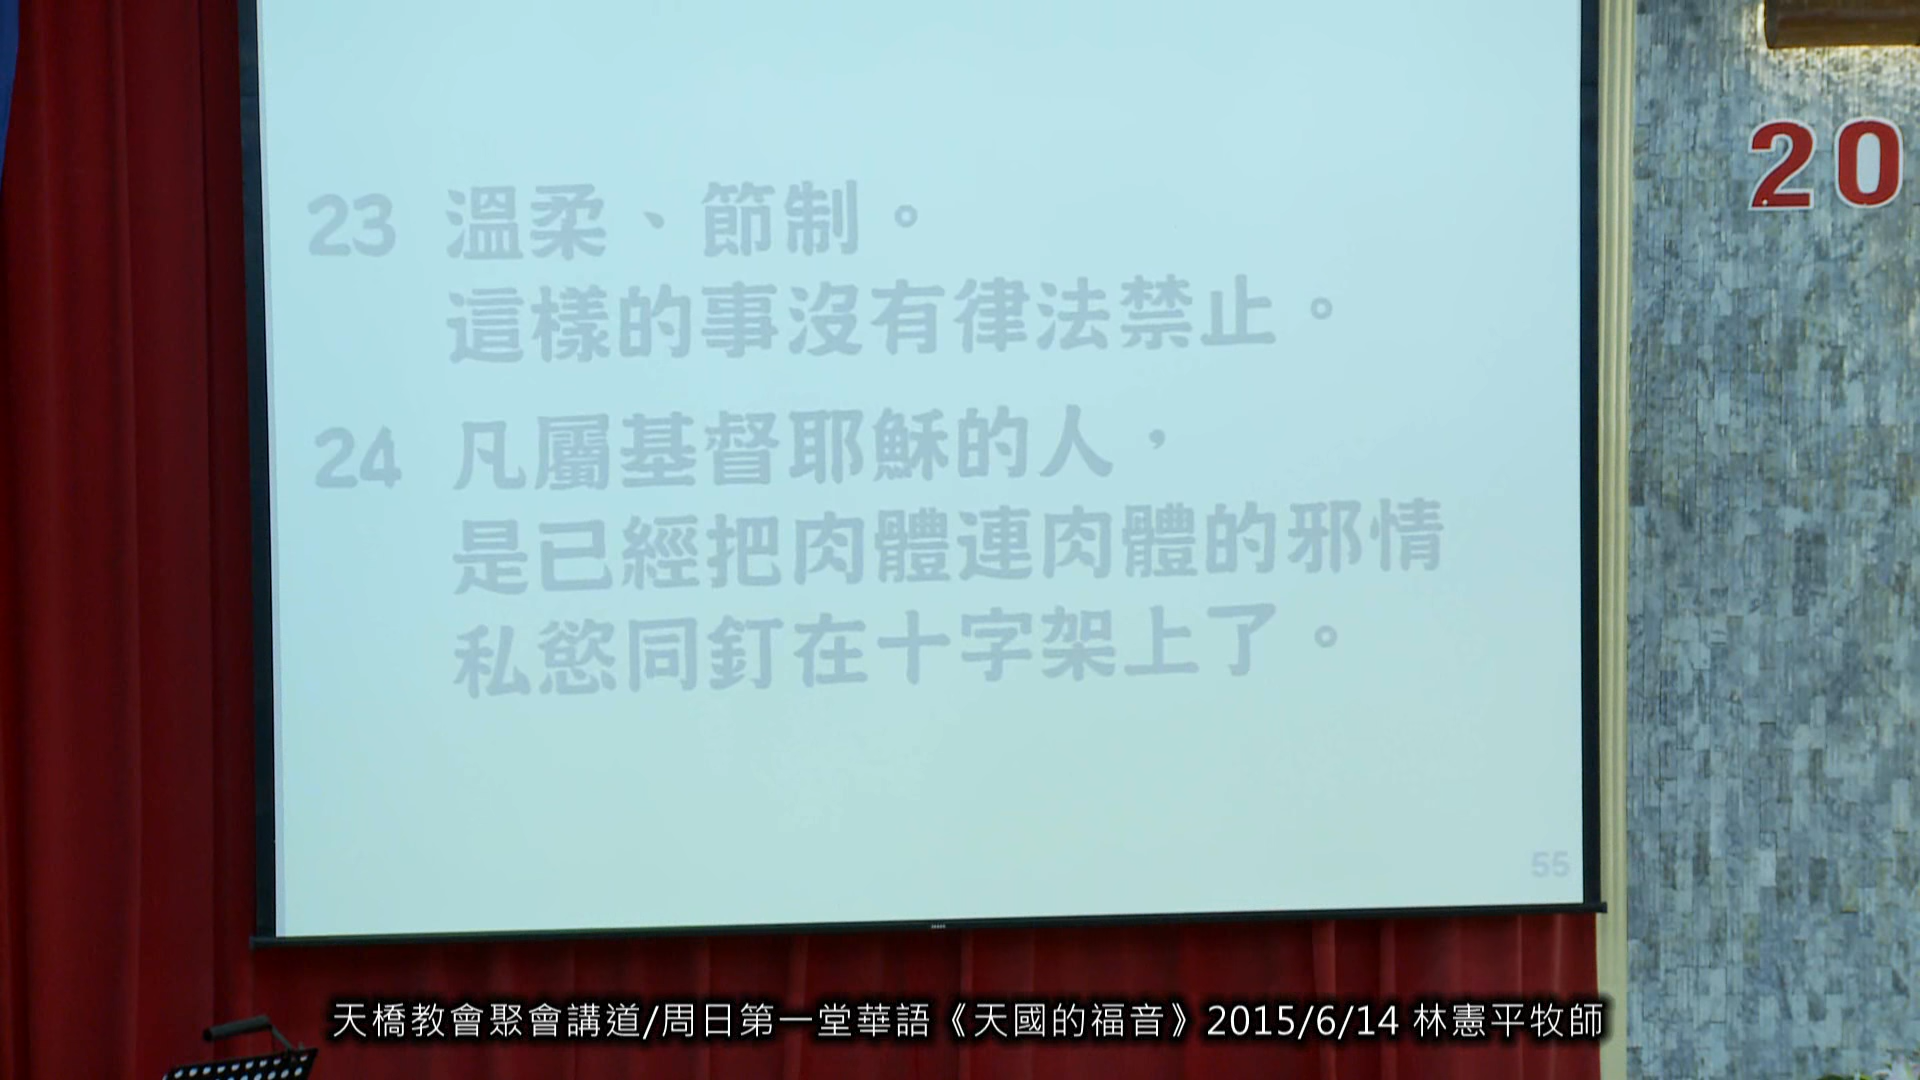 23 溫柔、節制。
這樣的事沒有律法禁止。
24 凡屬基督耶穌的人，
是已經把肉體連肉體的邪情
私慾同釘在十字架上了。
55
20
天橋教會聚會講道/周日第一堂華語《天國的福音》2015/6/14 林憲平牧師